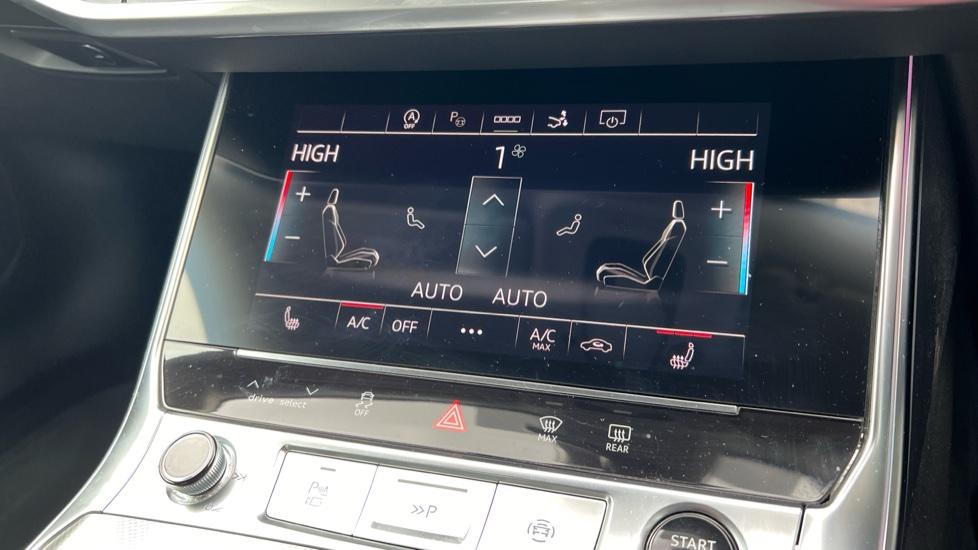 A OFF P
HIGH 1 HIGH
+ +
− −
AUTO AUTO
A/C OFF ••• A/C MAX
drive select OFF MAX REAR
P >>P
START